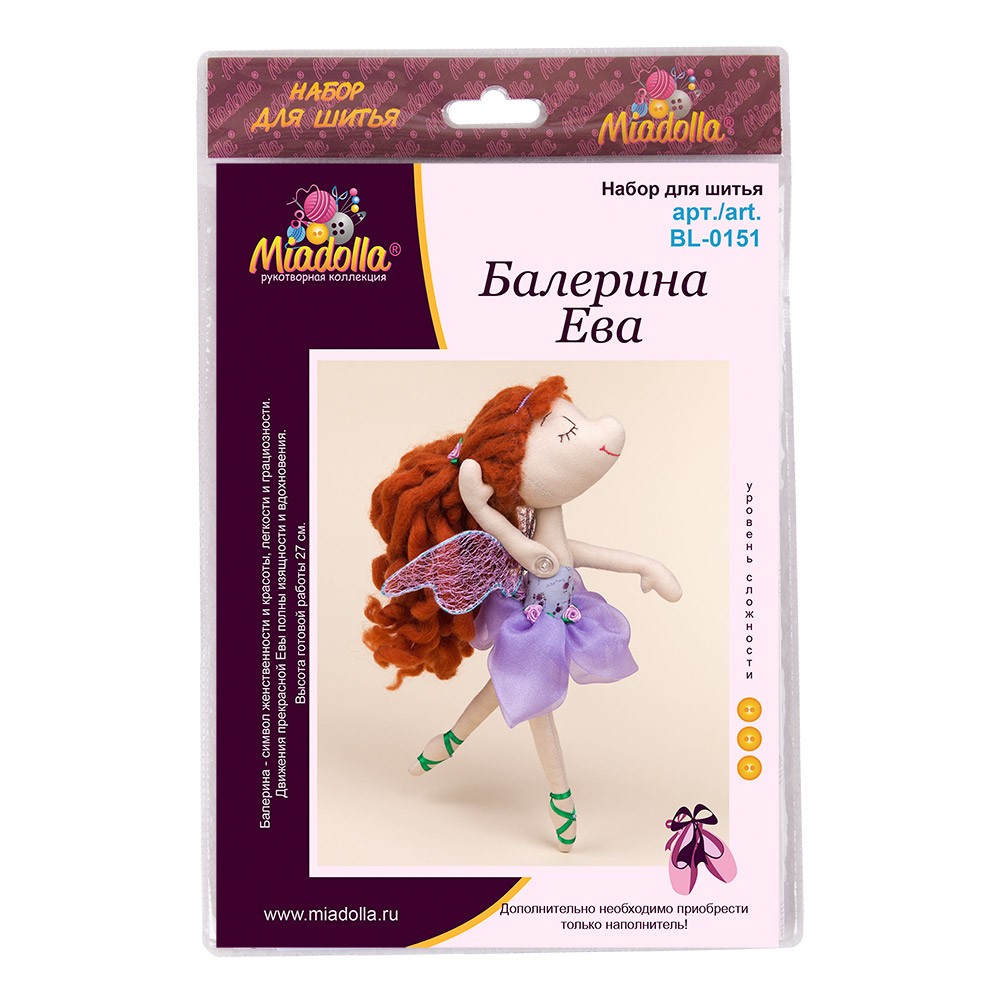 НАБОР
ДЛЯ ШИТЬЯ
Miadolla®
Miadolla®
рукотворная коллекция
Набор для шитья
арт./art.
BL-0151
Балерина
Ева
Балерина - символ женственности и красоты, легкости и грациозности.
Движения прекрасной Евы полны изящности и вдохновения.
Высота готовой работы 27 см.
уровень сложности
www.miadolla.ru
Дополнительно необходимо приобрести
только наполнитель!